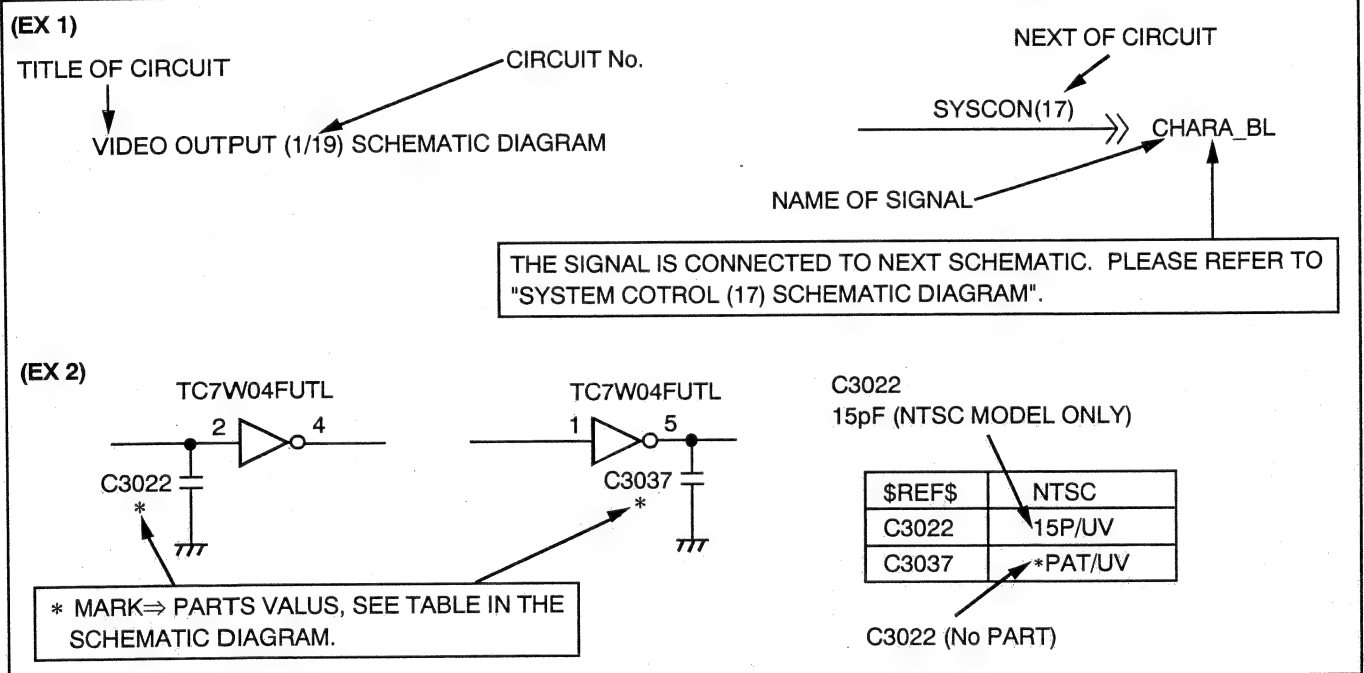 (EX 1)
TITLE OF CIRCUIT
CIRCUIT No.
VIDEO OUTPUT (1/19) SCHEMATIC DIAGRAM
NEXT OF CIRCUIT
SYSCON(17)
CHARA_BL
NAME OF SIGNAL
THE SIGNAL IS CONNECTED TO NEXT SCHEMATIC. PLEASE REFER TO
"SYSTEM COTROL (17) SCHEMATIC DIAGRAM".
(EX 2)
TC7W04FUTL
2 4
C3022
*
TC7W04FUTL
1 5
C3037
*
* MARK⇒ PARTS VALUS, SEE TABLE IN THE
SCHEMATIC DIAGRAM.
C3022
15pF (NTSC MODEL ONLY)
$REF$ NTSC
C3022 15P/UV
C3037 *PAT/UV
C3022 (No PART)